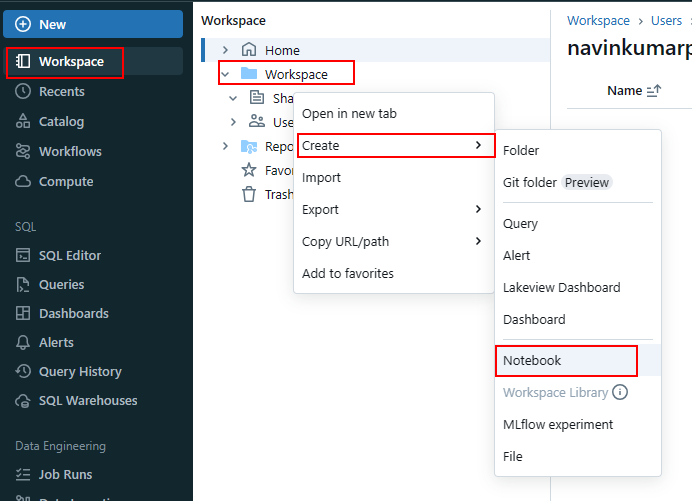 New
Workspace
Recents
Catalog
Workflows
Compute
SQL
SQL Editor
Queries
Dashboards
Alerts
Query History
SQL Warehouses
Data Engineering
Job Runs
Workspace
Home
Workspace
Sha
Use
Repo
Favor
Trash
Open in new tab
Create
Import
Export
Copy URL/path
Add to favorites
Folder
Git folder Preview
Query
Alert
Lakeview Dashboard
Dashboard
Notebook
Workspace Library
MLflow experiment
File
Workspace > Users >
navinkumarp
Name